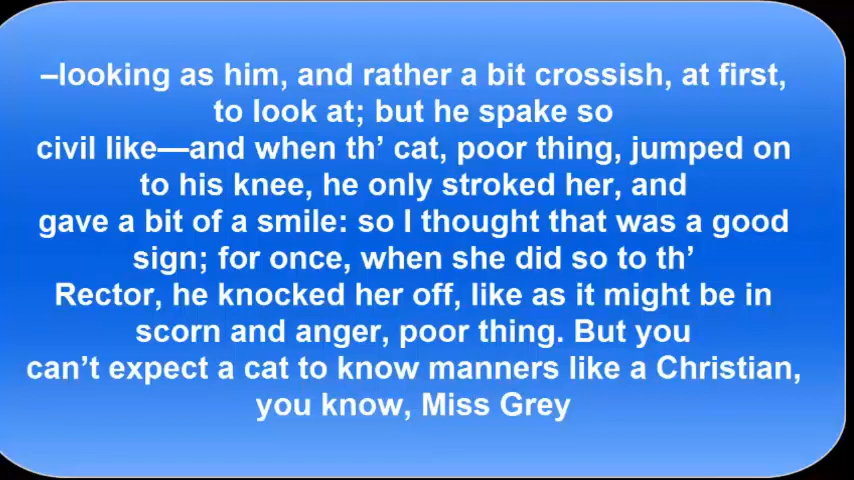 –looking as him, and rather a bit crossish, at first,
to look at; but he spake so
civil like—and when th’ cat, poor thing, jumped on
to his knee, he only stroked her, and
gave a bit of a smile: so I thought that was a good
sign; for once, when she did so to th’
Rector, he knocked her off, like as it might be in
scorn and anger, poor thing. But you
can’t expect a cat to know manners like a Christian,
you know, Miss Grey